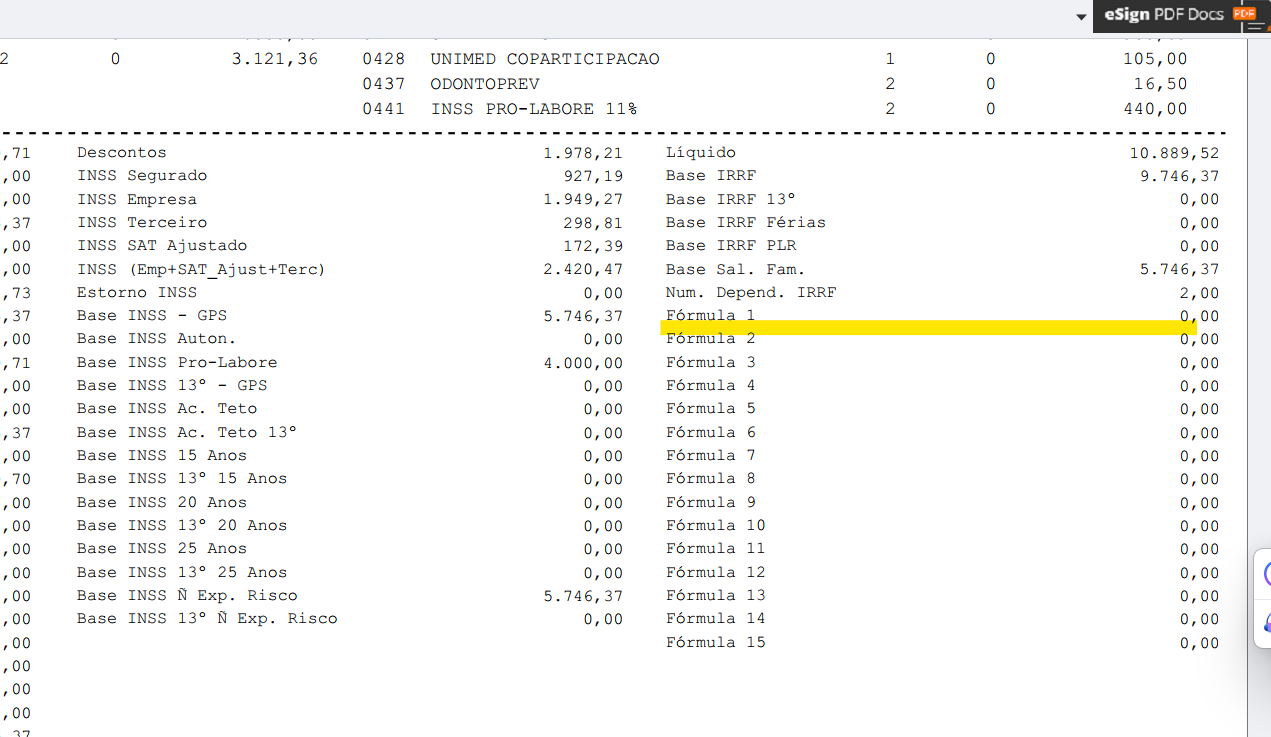 eSign PDF Docs PDF
2 0 3.121,36 0428 UNIMED COPARTICIPACAO 1 0 105,00
0437 ODONTOPREV 2 0 16,50
0441 INSS PRO-LABORE 11% 2 0 440,00
,71 Descontos 1.978,21 Líquido 10.889,52
,00 INSS Segurado 927,19 Base IRRF 9.746,37
,00 INSS Empresa 1.949,27 Base IRRF 13º 0,00
,37 INSS Terceiro 298,81 Base IRRF Férias 0,00
,00 INSS SAT Ajustado 172,39 Base IRRF PLR 0,00
,00 INSS (Emp+SAT_Ajust+Terc) 2.420,47 Base Sal. Fam. 5.746,37
,73 Estorno INSS 0,00 Num. Depend. IRRF 2,00
,37 Base INSS - GPS 5.746,37 Fórmula 1 0,00
,00 Base INSS Auton. 0,00 Fórmula 2 0,00
,71 Base INSS Pro-Labore 4.000,00 Fórmula 3 0,00
,00 Base INSS 13º - GPS 0,00 Fórmula 4 0,00
,00 Base INSS Ac. Teto 0,00 Fórmula 5 0,00
,37 Base INSS Ac. Teto 13º 0,00 Fórmula 6 0,00
,00 Base INSS 15 Anos 0,00 Fórmula 7 0,00
,70 Base INSS 13º 15 Anos 0,00 Fórmula 8 0,00
,00 Base INSS 20 Anos 0,00 Fórmula 9 0,00
,00 Base INSS 13º 20 Anos 0,00 Fórmula 10 0,00
,00 Base INSS 25 Anos 0,00 Fórmula 11 0,00
,00 Base INSS 13º 25 Anos 0,00 Fórmula 12 0,00
,00 Base INSS Ñ Exp. Risco 5.746,37 Fórmula 13 0,00
,00 Base INSS 13º Ñ Exp. Risco 0,00 Fórmula 14 0,00
,00 Fórmula 15 0,00
,00
,00
,00
,37